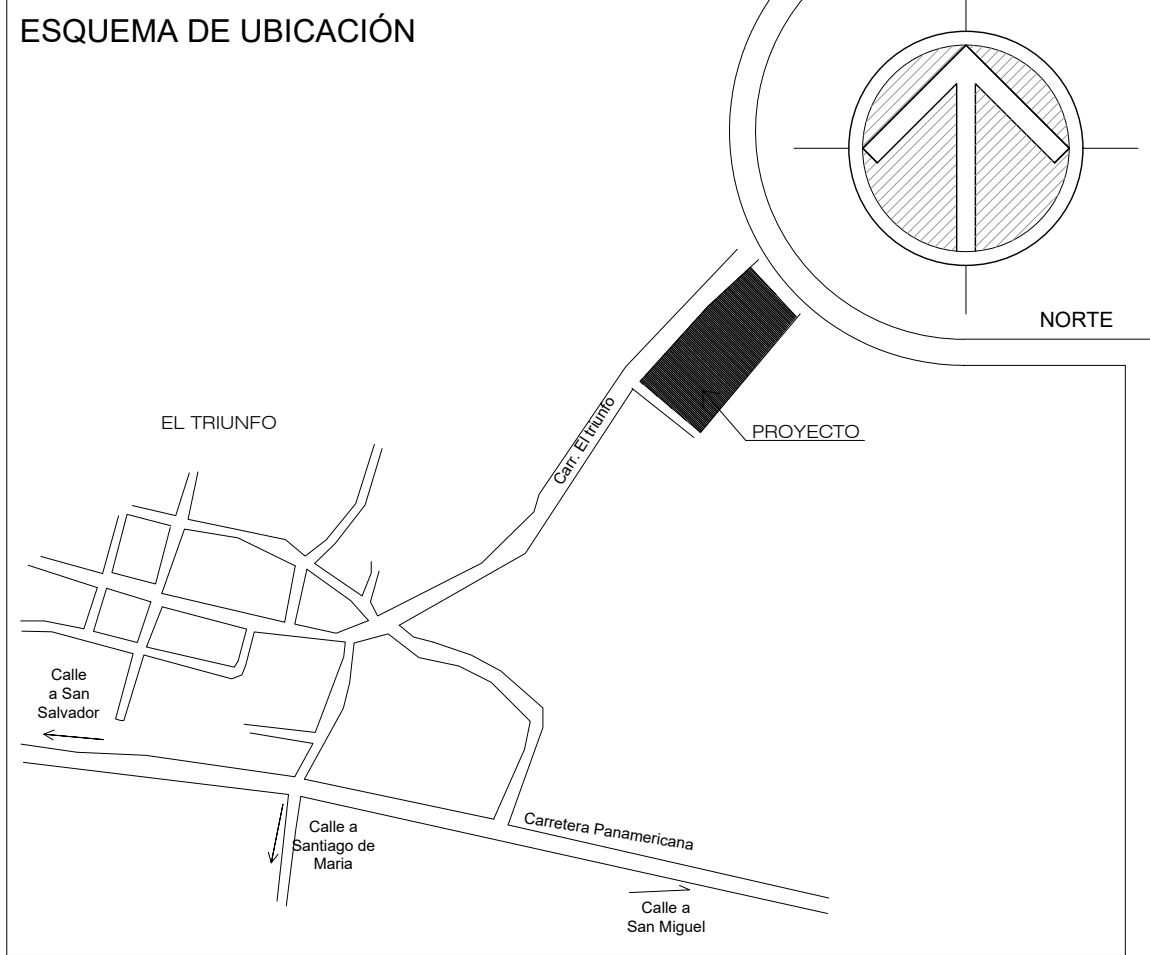 ESQUEMA DE UBICACIÓN
NORTE
EL TRIUNFO
Carr. El triunfo
PROYECTO
Calle
a San
Salvador
Calle a
Santiago de
Maria
Carretera Panamericana
Calle a
San Miguel